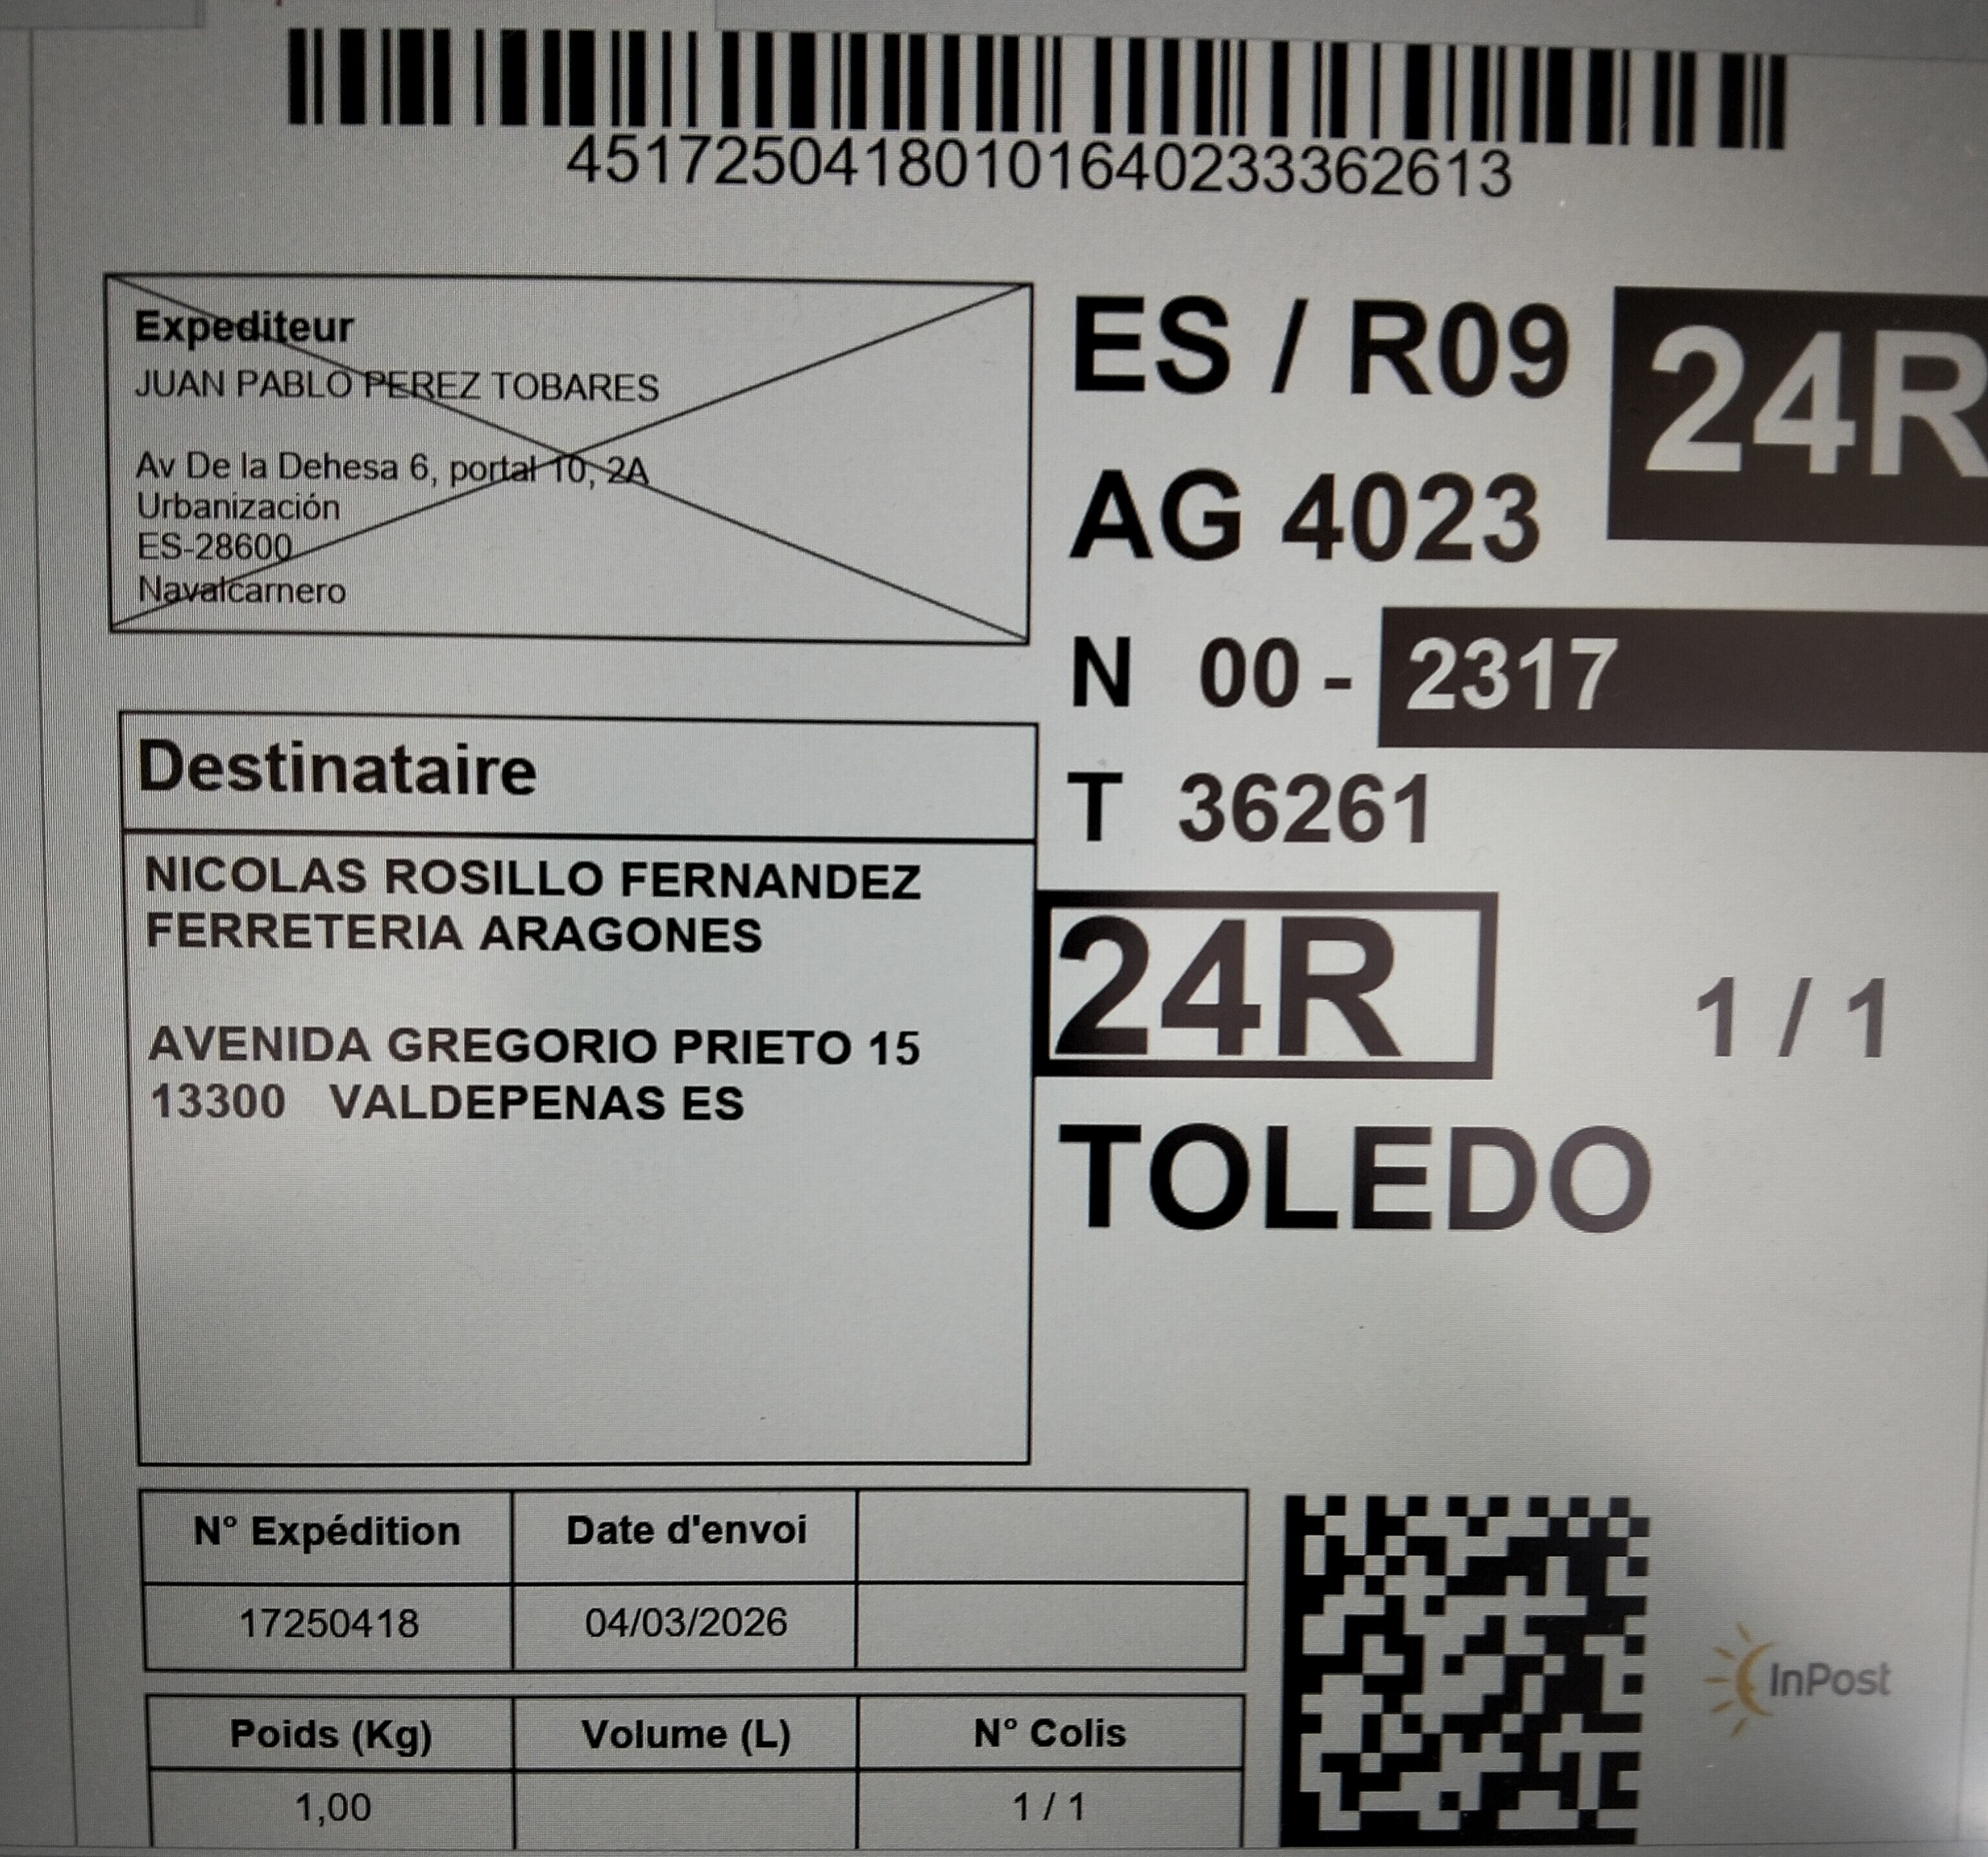 45172504180101640233362613
Expediteur
JUAN PABLO PEREZ TOBARES
Av De la Dehesa 6, portal 10, 2A
Urbanización
ES-28600
Navalcarnero
ES / R09
24R
AG 4023
N 00 - 2317
T 36261
24R
1 / 1
TOLEDO
Destinataire
NICOLAS ROSILLO FERNANDEZ
FERRETERIA ARAGONES
AVENIDA GREGORIO PRIETO 15
13300 VALDEPENAS ES
N° Expédition Date d'envoi
17250418 04/03/2026
Poids (Kg) Volume (L) N° Colis
1,00 1 / 1
InPost